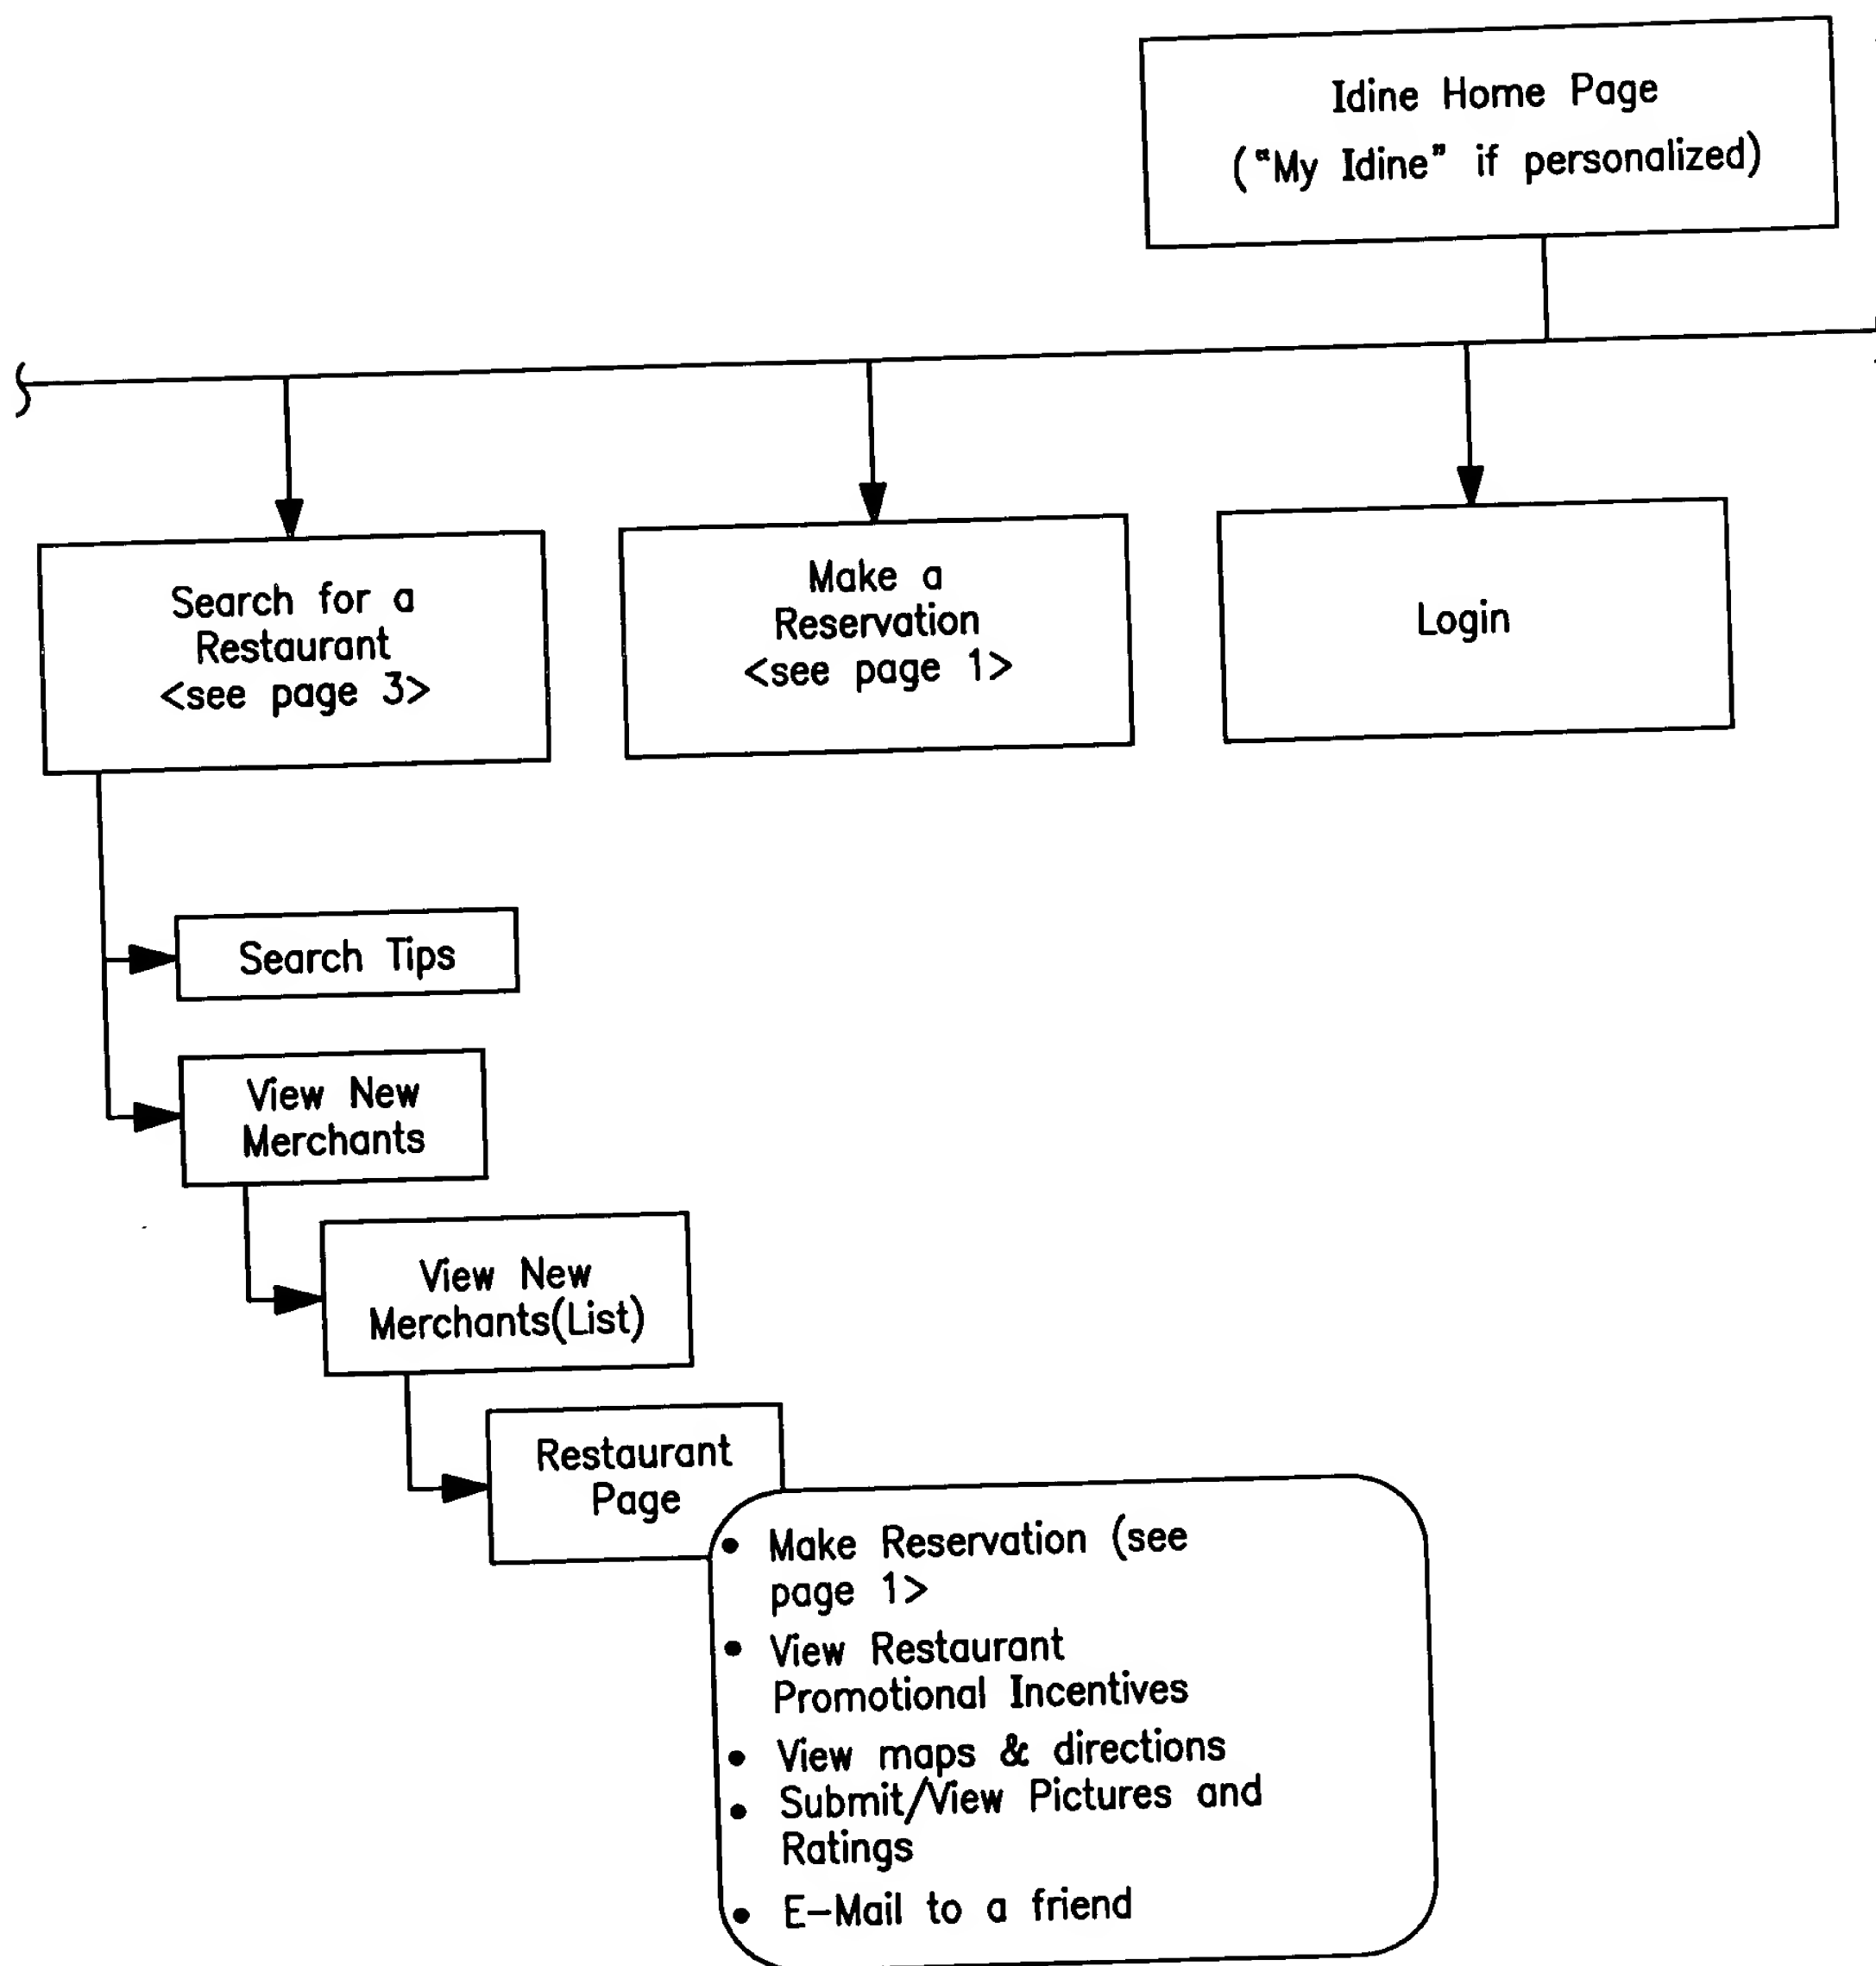 Idine Home Page
("My Idine" if personalized)
Search for a
Restaurant
<see page 3>
Make a
Reservation
<see page 1>
Login
Search Tips
View New
Merchants
View New
Merchants(List)
Restaurant
Page
• Make Reservation (see
page 1>
• View Restaurant
Promotional Incentives
• View maps & directions
• Submit/View Pictures and
Ratings
• E-Mail to a friend